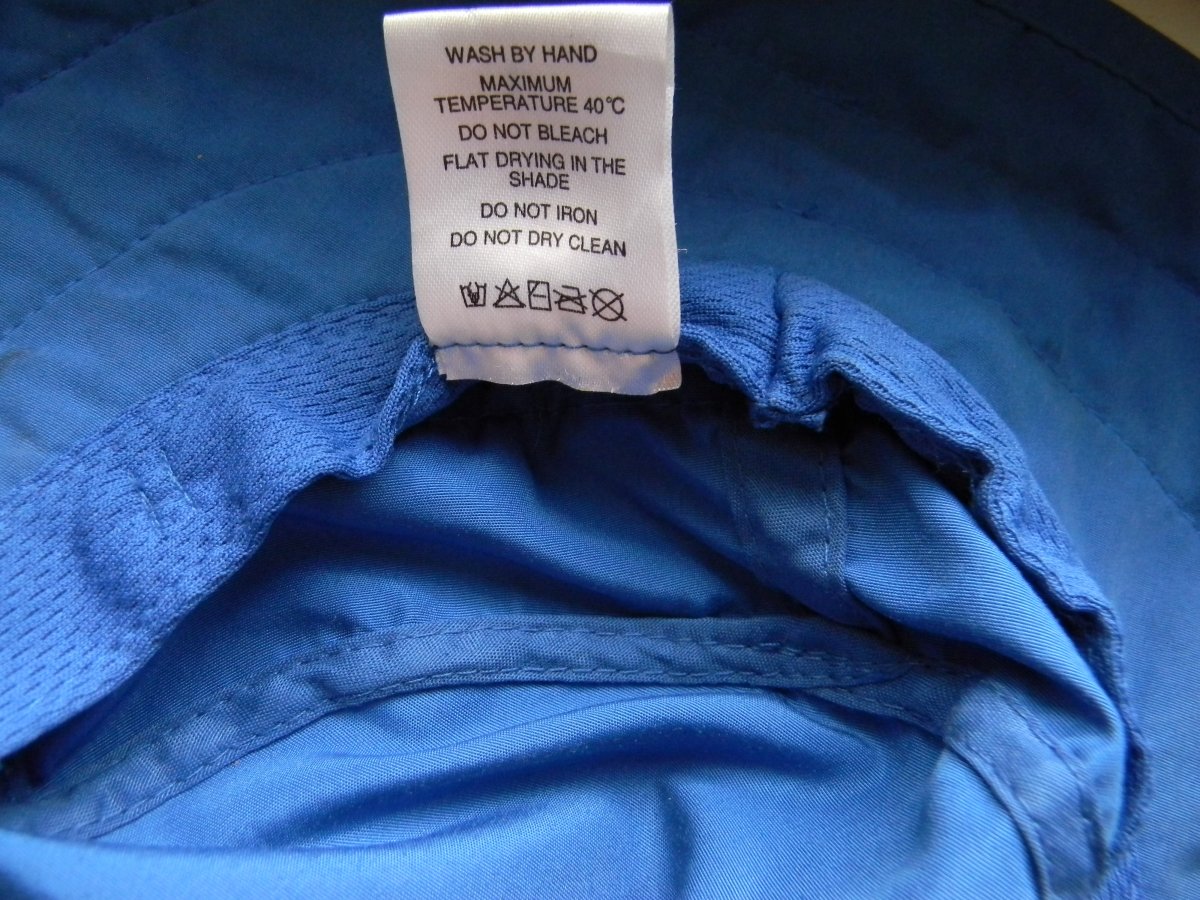 WASH BY HAND
MAXIMUM
TEMPERATURE 40°C
DO NOT BLEACH
FLAT DRYING IN THE
SHADE
DO NOT IRON
DO NOT DRY CLEAN